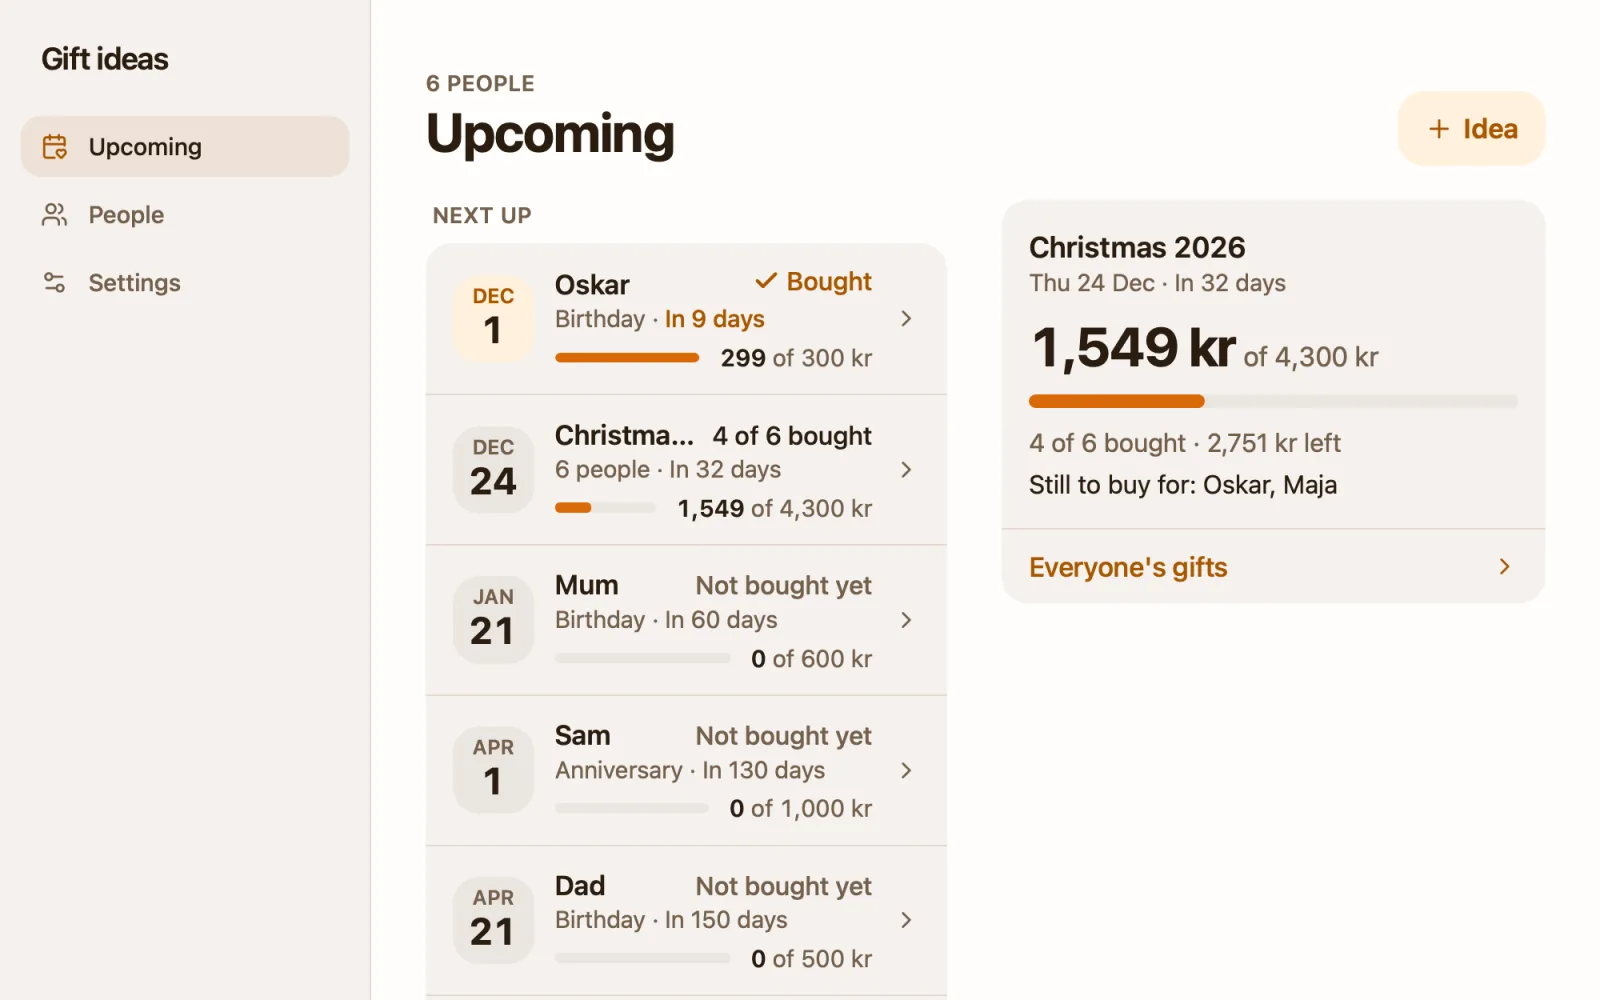 Gift ideas
Upcoming
People
Settings
6 PEOPLE
Upcoming
+ Idea
NEXT UP
DEC
1
Oskar
Bought
Birthday · In 9 days
299 of 300 kr
DEC
24
Christma...
4 of 6 bought
6 people · In 32 days
1,549 of 4,300 kr
JAN
21
Mum
Not bought yet
Birthday · In 60 days
0 of 600 kr
APR
1
Sam
Not bought yet
Anniversary · In 130 days
0 of 1,000 kr
APR
21
Dad
Not bought yet
Birthday · In 150 days
0 of 500 kr
Christmas 2026
Thu 24 Dec · In 32 days
1,549 kr of 4,300 kr
4 of 6 bought · 2,751 kr left
Still to buy for: Oskar, Maja
Everyone's gifts